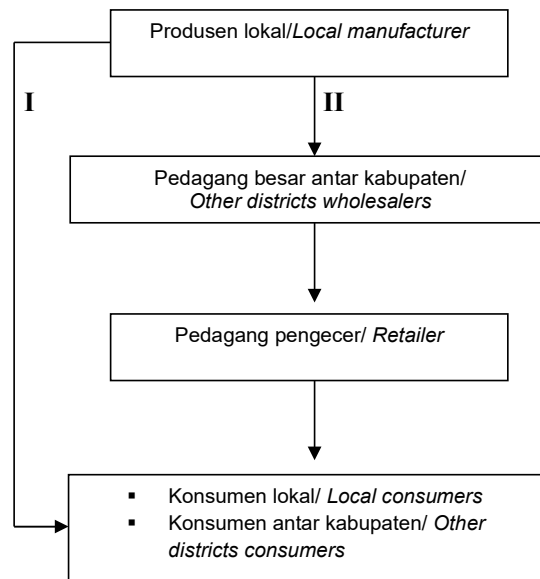 Produsen lokal/Local manufacturer
I
II
Pedagang besar antar kabupaten/
Other districts wholesalers
Pedagang pengecer/ Retailer
▪ Konsumen lokal/ Local consumers
▪ Konsumen antar kabupaten/ Other
districts consumers